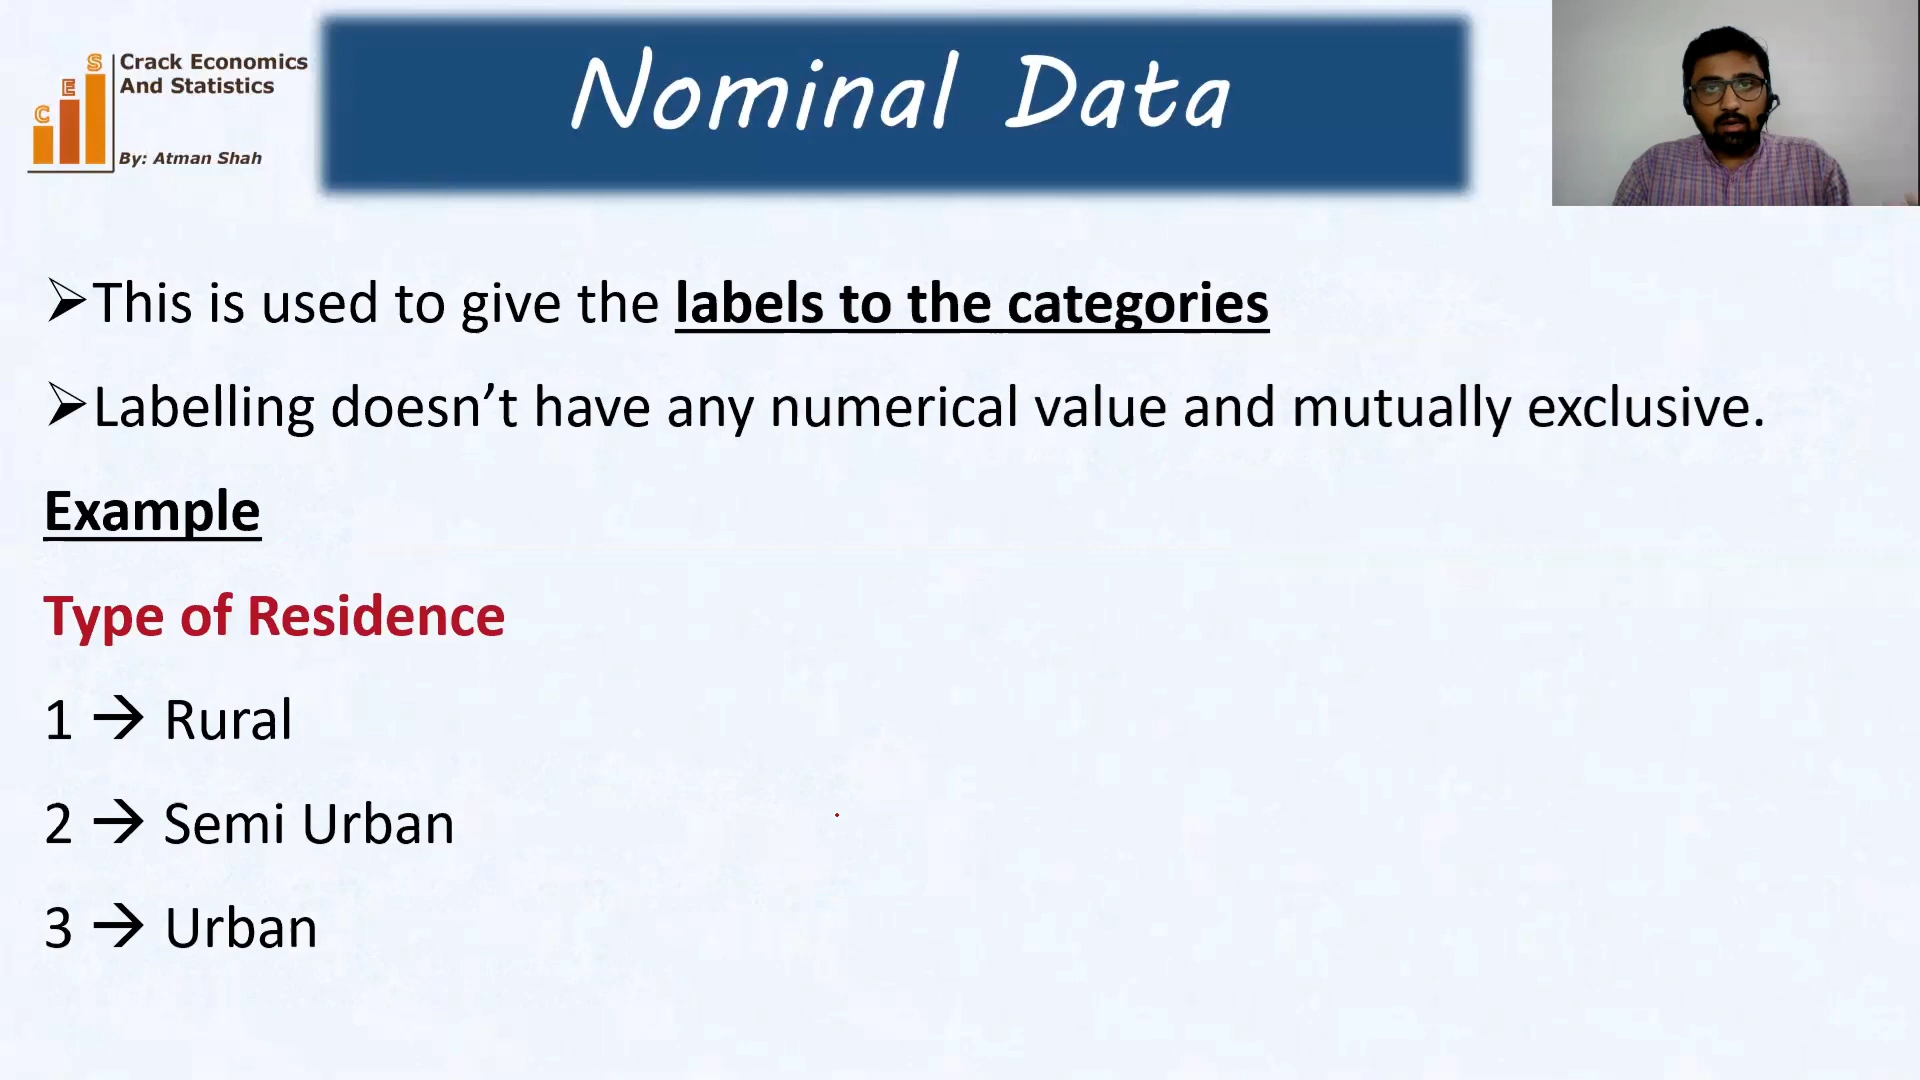 C E S
Crack Economics
And Statistics
By: Atman Shah
Nominal Data
➢This is used to give the labels to the categories
➢Labelling doesn’t have any numerical value and mutually exclusive.
Example
Type of Residence
1 → Rural
2 → Semi Urban
3 → Urban